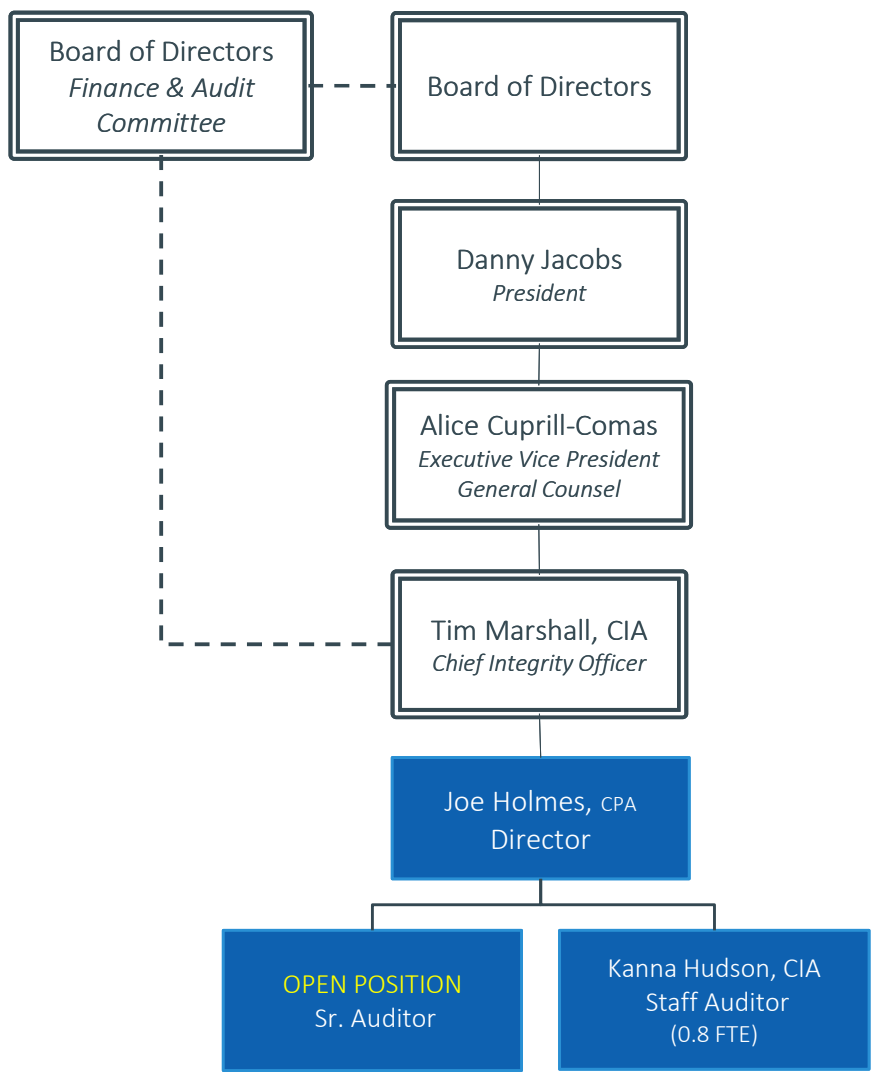 Board of Directors
Finance & Audit
Committee
Board of Directors
Danny Jacobs
President
Alice Cuprill-Comas
Executive Vice President
General Counsel
Tim Marshall, CIA
Chief Integrity Officer
Joe Holmes, CPA
Director
OPEN POSITION
Sr. Auditor
Kanna Hudson, CIA
Staff Auditor
(0.8 FTE)